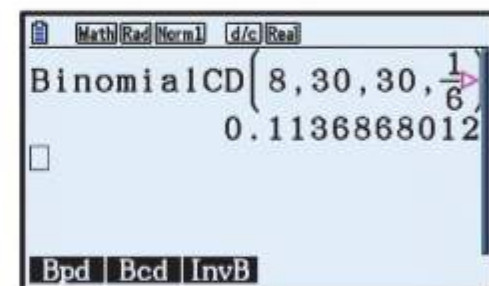 Math Rad Norm1 d/c Real
BinomialCD(8,30,30,1/6
0.1136868012
Bpd Bcd InvB